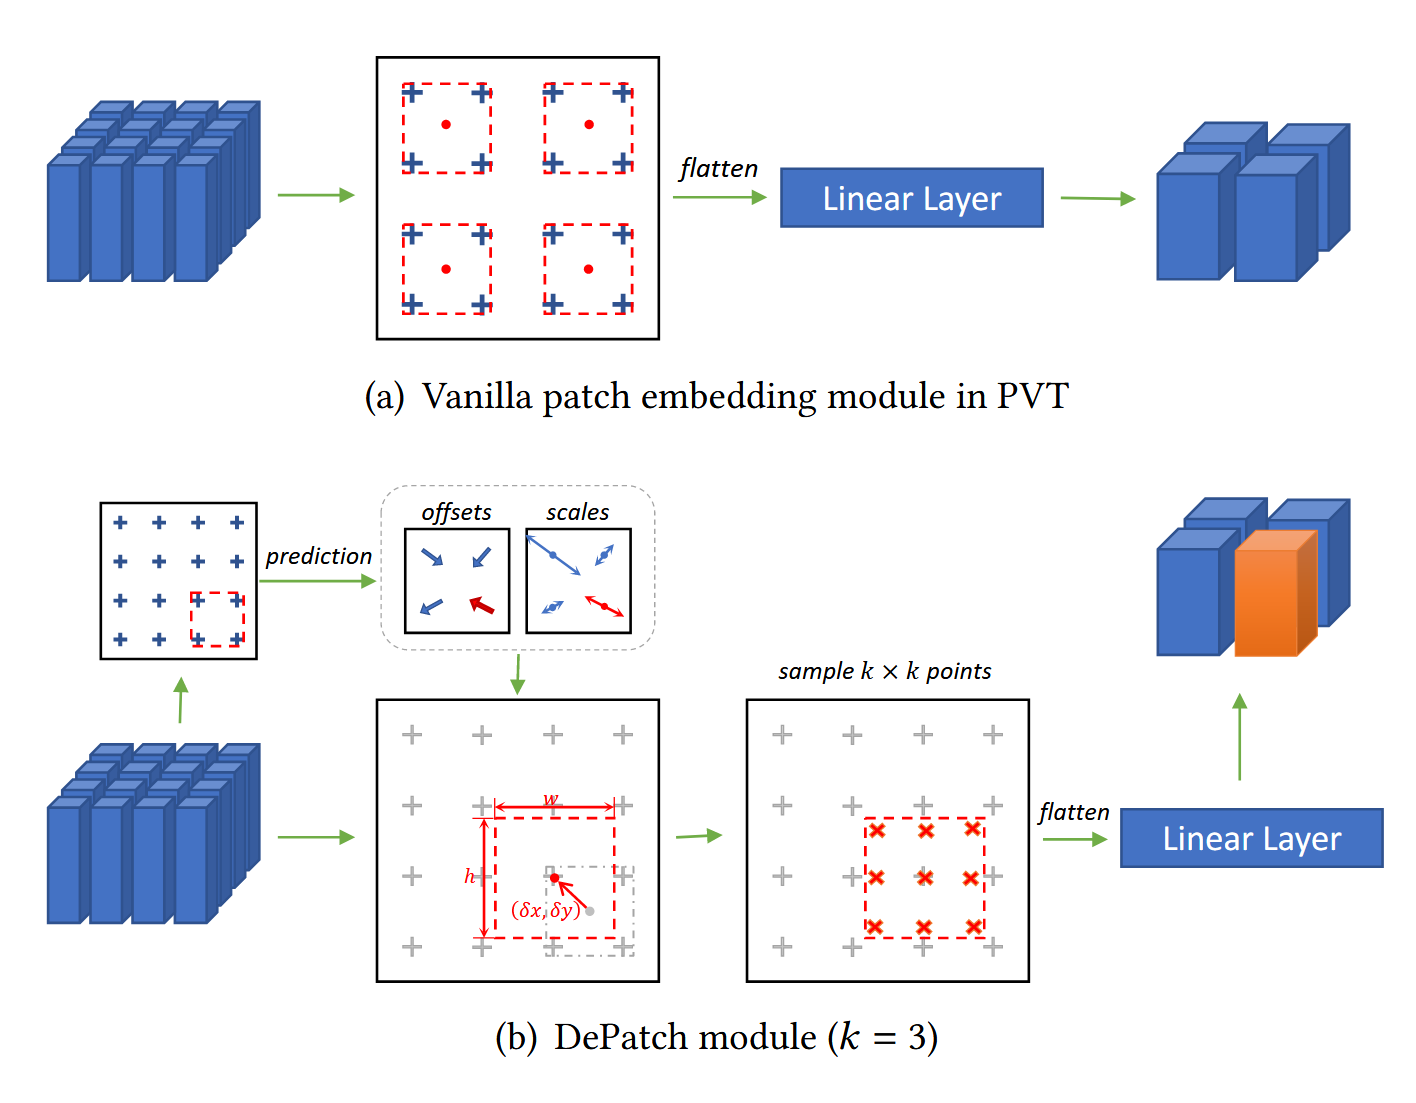 flatten
Linear Layer
(a) Vanilla patch embedding module in PVT
offsets
scales
prediction
sample k × k points
w
h
(δx, δy)
flatten
Linear Layer
(b) DePatch module (k = 3)